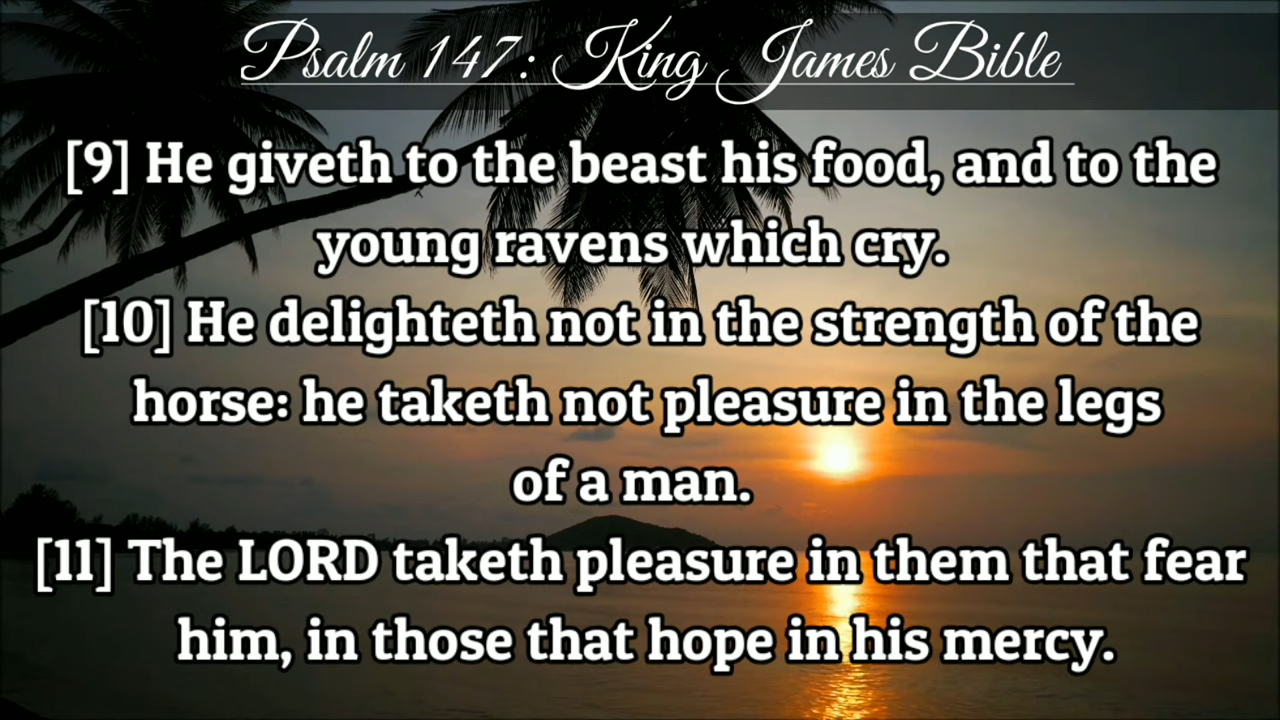 Psalm 147: King James Bible
[9] He giveth to the beast his food, and to the
young ravens which cry.
[10] He delighteth not in the strength of the
horse: he taketh not pleasure in the legs
of a man.
[11] The LORD taketh pleasure in them that fear
him, in those that hope in his mercy.